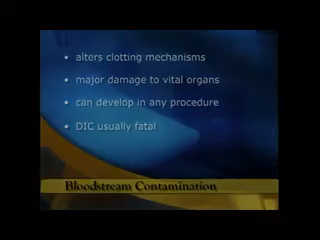 • alters clotting mechanisms
• major damage to vital organs
• can develop in any procedure
• DIC usually fatal
Bloodstream Contamination